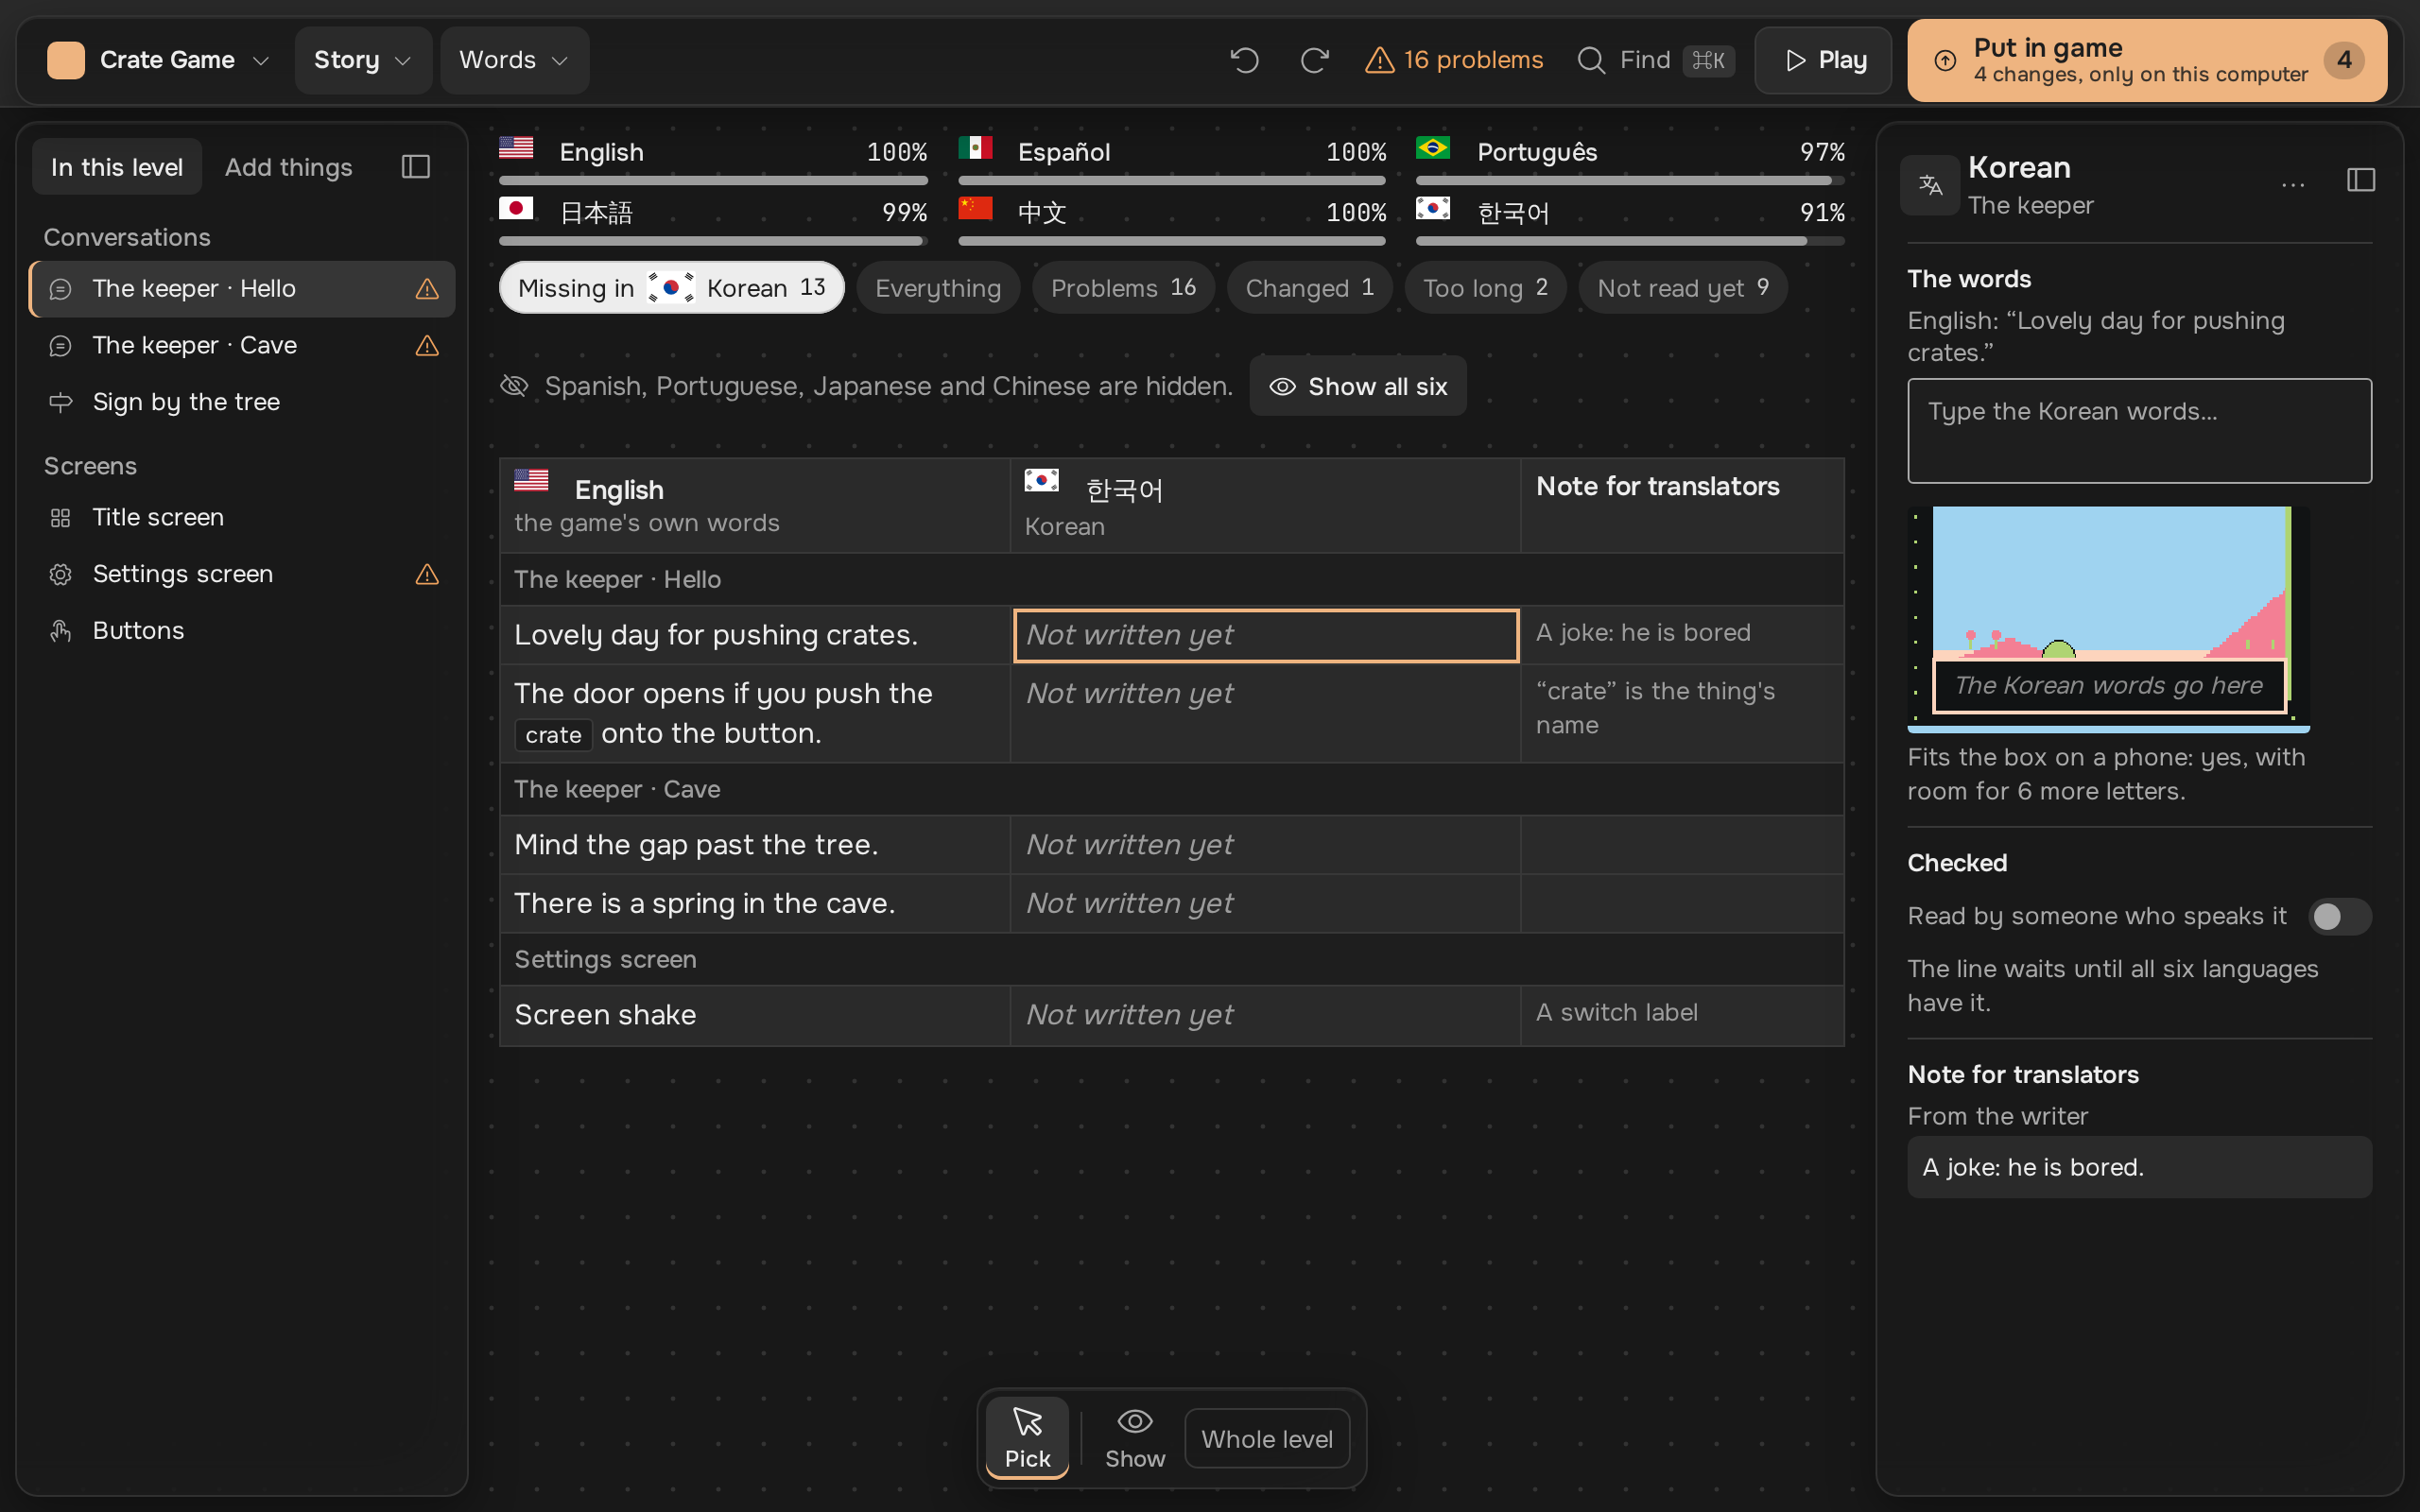 Crate Game
Story
Words
16 problems
Find ⌘K
Play
Put in game
4 changes, only on this computer
4
In this level
Add things
Conversations
The keeper · Hello
The keeper · Cave
Sign by the tree
Screens
Title screen
Settings screen
Buttons
English 100%
Español 100%
Português 97%
日本語 99%
中文 100%
한국어 91%
Missing in Korean 13
Everything
Problems 16
Changed 1
Too long 2
Not read yet 9
Spanish, Portuguese, Japanese and Chinese are hidden.
Show all six
English
the game's own words
한국어
Korean
Note for translators
The keeper · Hello
Lovely day for pushing crates.
Not written yet
A joke: he is bored
The door opens if you push the
crate onto the button.
Not written yet
“crate” is the thing's
name
The keeper · Cave
Mind the gap past the tree.
Not written yet
There is a spring in the cave.
Not written yet
Settings screen
Screen shake
Not written yet
A switch label
Pick
Show
Whole level
Korean
The keeper
...
The words
English: “Lovely day for pushing
crates.”
Type the Korean words...
The Korean words go here
Fits the box on a phone: yes, with
room for 6 more letters.
Checked
Read by someone who speaks it
The line waits until all six languages
have it.
Note for translators
From the writer
A joke: he is bored.